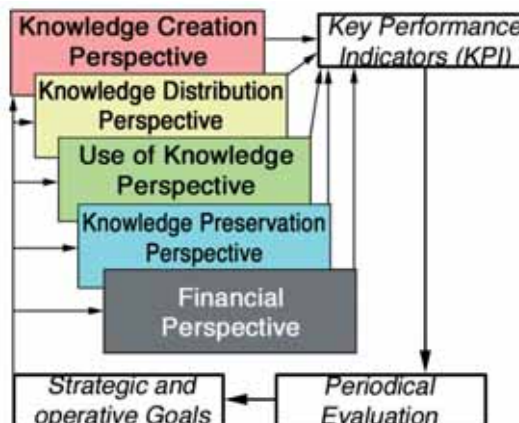 Knowledge Creation
Perspective
Key Performance
Indicators (KPI)
Knowledge Distribution
Perspective
Use of Knowledge
Perspective
Knowledge Preservation
Perspective
Financial
Perspective
Strategic and
operative Goals
Periodical
Evaluation